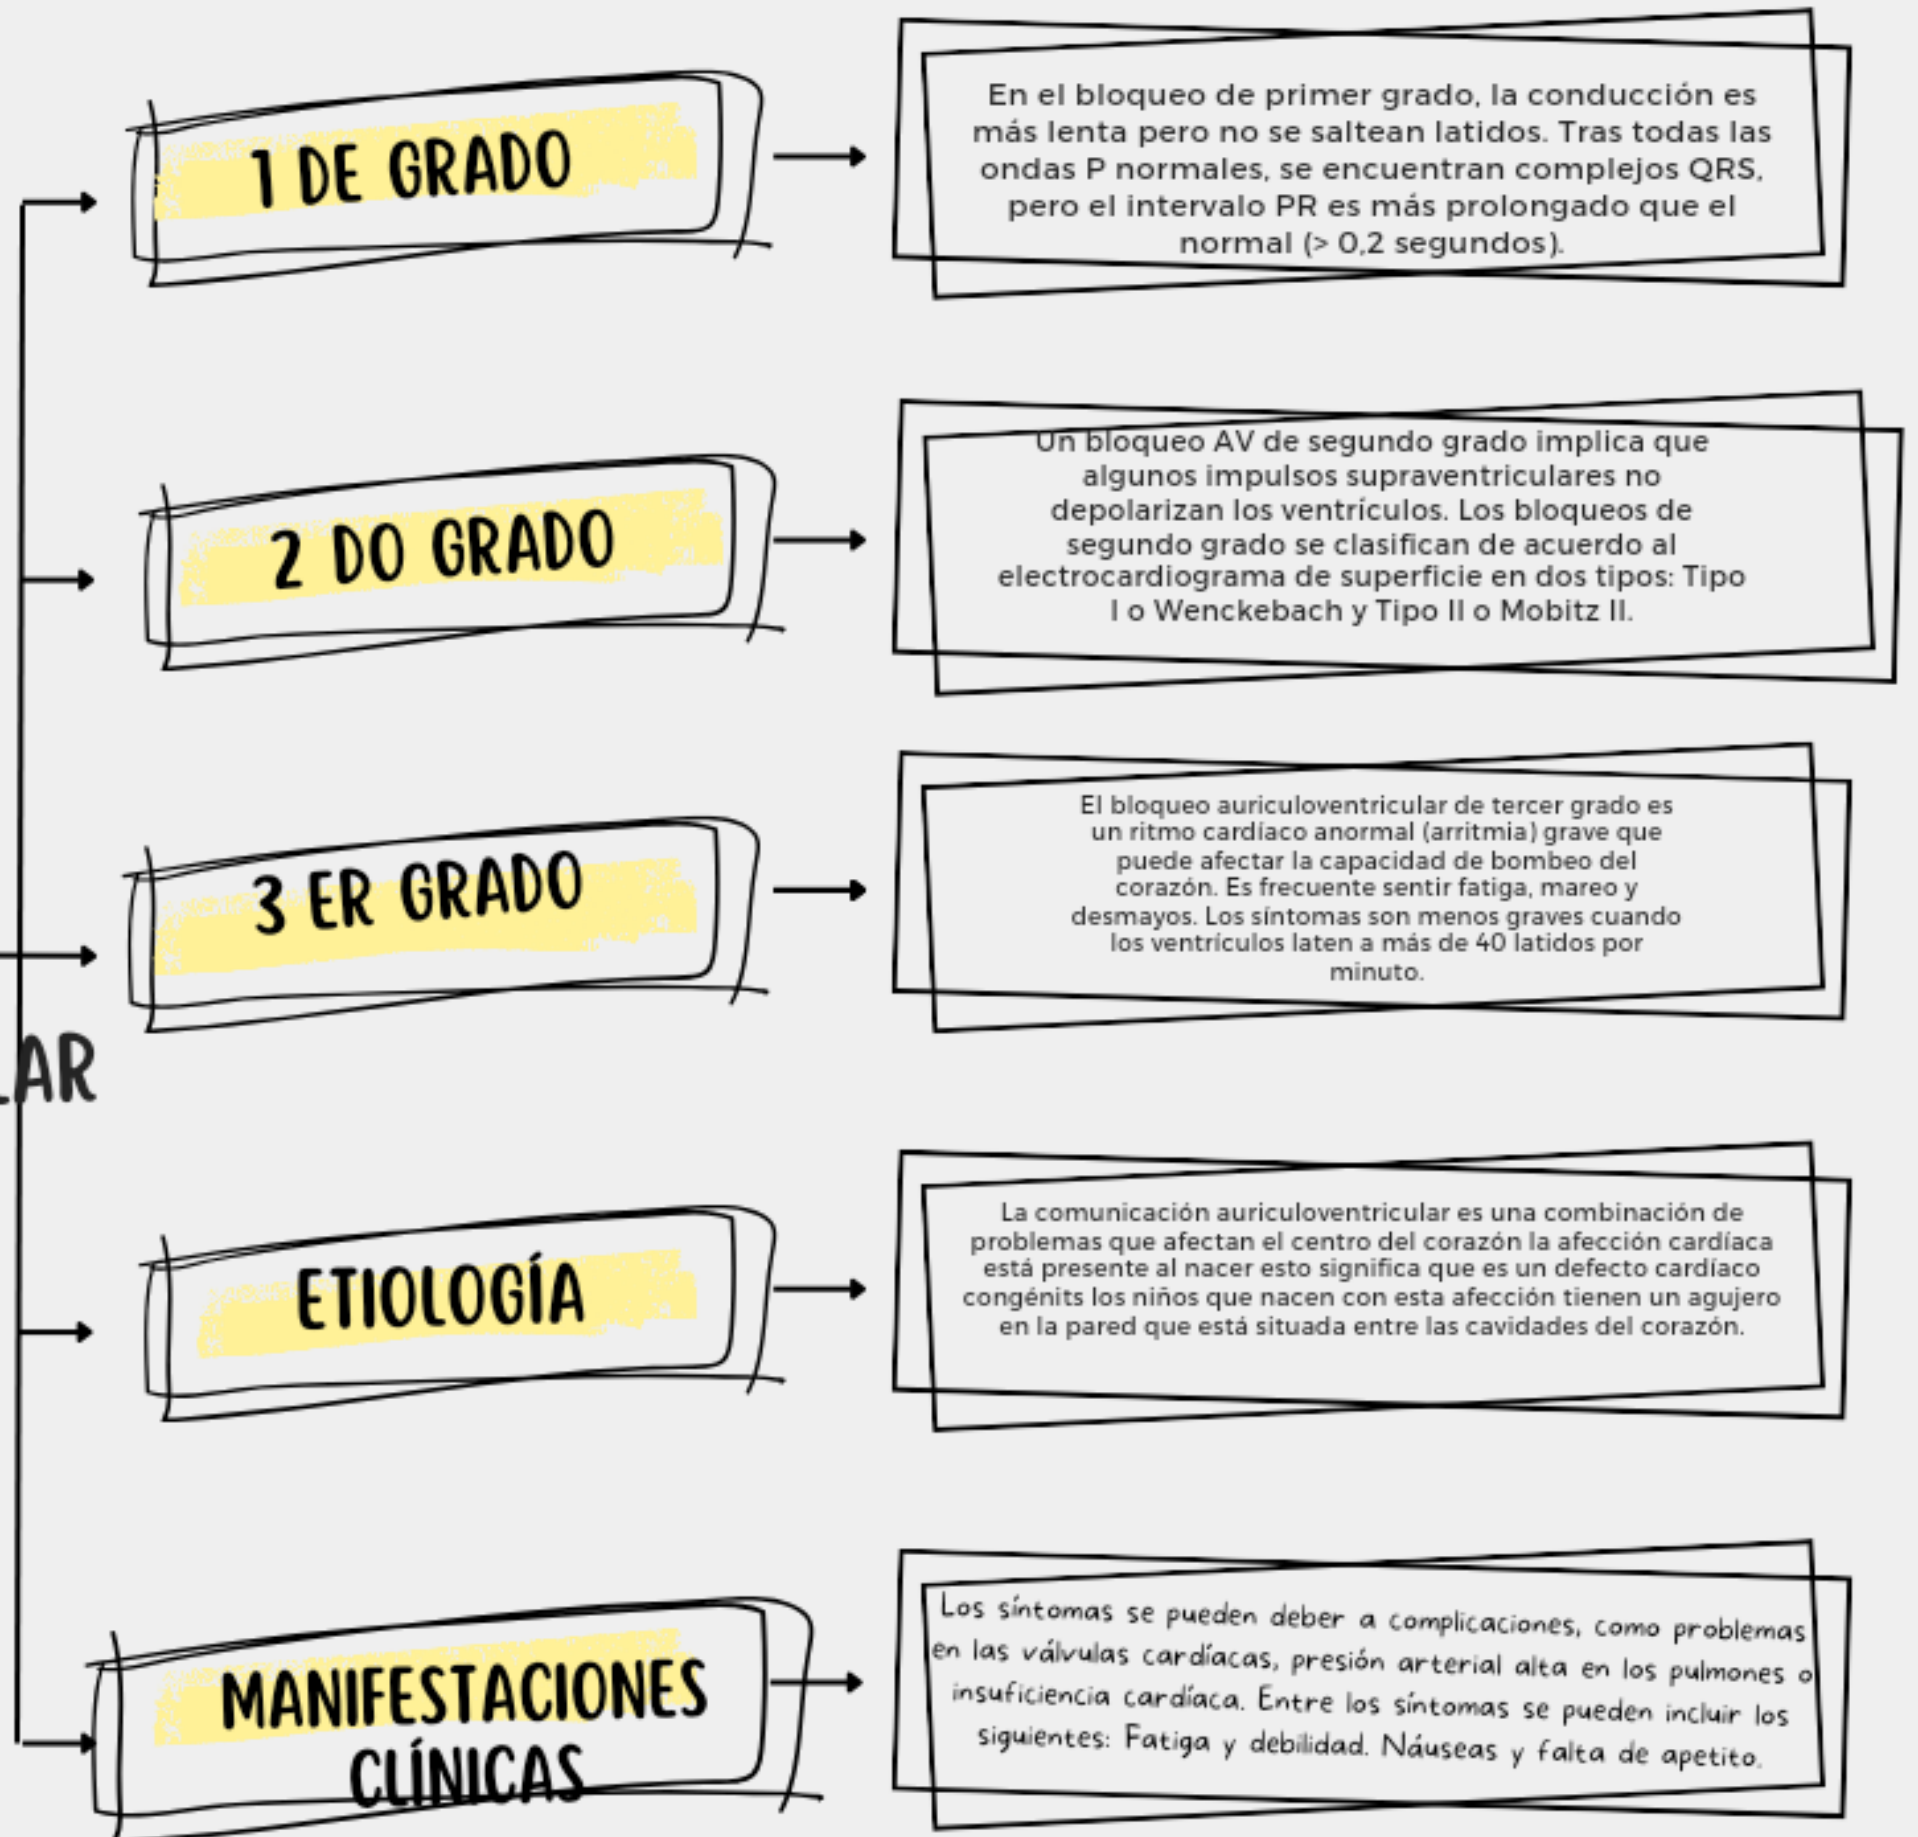 1 DE GRADO
En el bloqueo de primer grado, la conducción es
más lenta pero no se saltean latidos. Tras todas las
ondas P normales, se encuentran complejos QRS,
pero el intervalo PR es más prolongado que el
normal (> 0,2 segundos).
2 DO GRADO
Un bloqueo AV de segundo grado implica que
algunos impulsos supraventriculares no
depolarizan los ventrículos. Los bloqueos de
segundo grado se clasifican de acuerdo al
electrocardiograma de superficie en dos tipos: Tipo
I o Wenckebach y Tipo II o Mobitz II.
3 ER GRADO
El bloqueo auriculoventricular de tercer grado es
un ritmo cardíaco anormal (arritmia) grave que
puede afectar la capacidad de bombeo del
corazón. Es frecuente sentir fatiga, mareo y
desmayos. Los síntomas son menos graves cuando
los ventrículos laten a más de 40 latidos por
minuto.
LAR
ETIOLOGÍA
La comunicación auriculoventricular es una combinación de
problemas que afectan el centro del corazón la afección cardíaca
está presente al nacer esto significa que es un defecto cardíaco
congénits los niños que nacen con esta afección tienen un agujero
en la pared que está situada entre las cavidades del corazón.
MANIFESTACIONES
CLÍNICAS
Los síntomas se pueden deber a complicaciones, como problemas
en las válvulas cardíacas, presión arterial alta en los pulmones o
insuficiencia cardíaca. Entre los síntomas se pueden incluir los
siguientes: Fatiga y debilidad. Náuseas y falta de apetito.